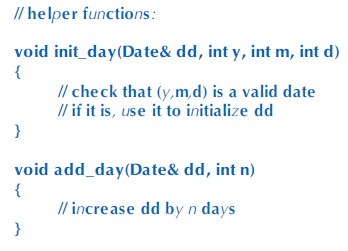 // helper functions:
void init_day(Date& dd, int y, int m, int d)
{
// check that (y,m,d) is a valid date
// if it is, use it to initialize dd
}
void add_day(Date& dd, int n)
{
// increase dd by n days
}